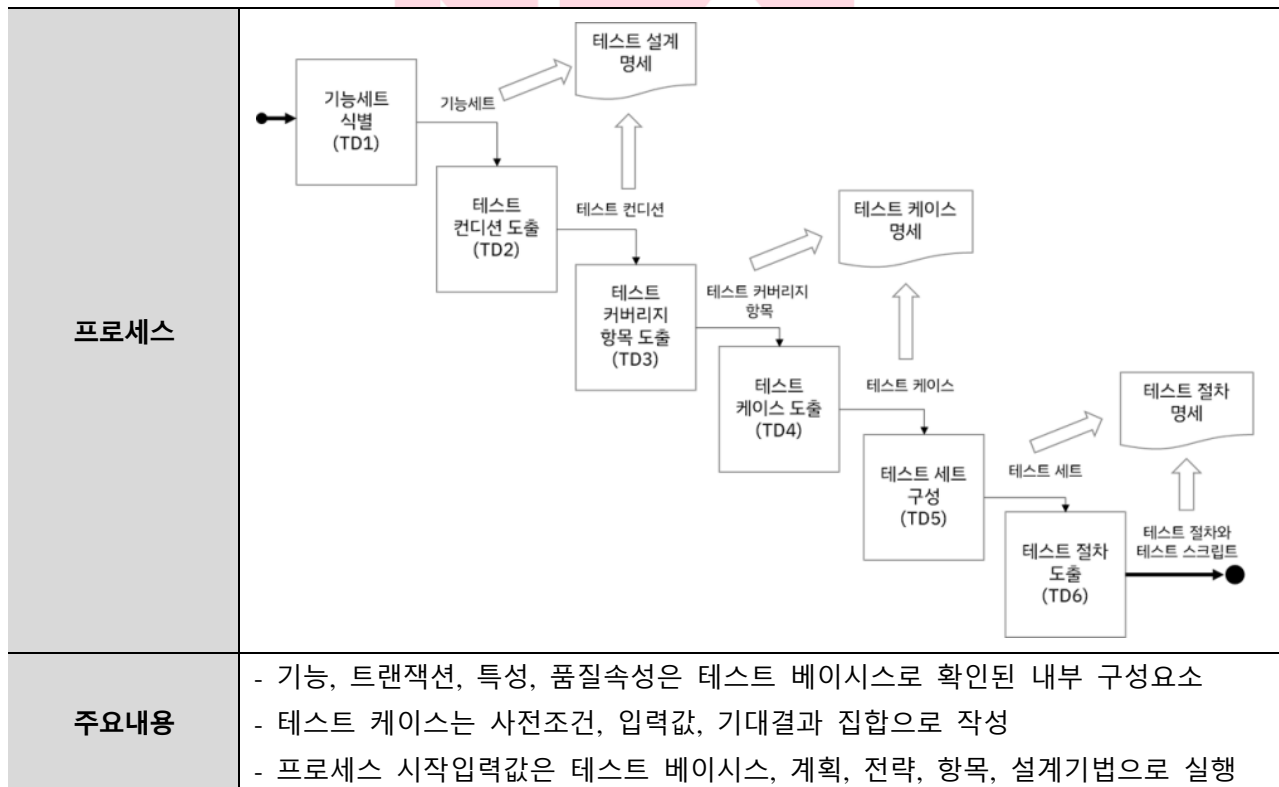 테스트 설계
명세
기능세트
식별
(TD1)
기능세트
테스트
컨디션 도출
(TD2)
테스트 컨디션
테스트 케이스
명세
테스트
커버리지
항목 도출
(TD3)
테스트 커버리지
항목
프로세스
테스트
케이스 도출
(TD4)
테스트 케이스
테스트 절차
명세
테스트 세트
구성
(TD5)
테스트 세트
테스트 절차
도출
(TD6)
테스트 절차와
테스트 스크립트
주요내용
- 기능, 트랜잭션, 특성, 품질속성은 테스트 베이시스로 확인된 내부 구성요소
- 테스트 케이스는 사전조건, 입력값, 기대결과 집합으로 작성
- 프로세스 시작입력값은 테스트 베이시스, 계획, 전략, 항목, 설계기법으로 실행